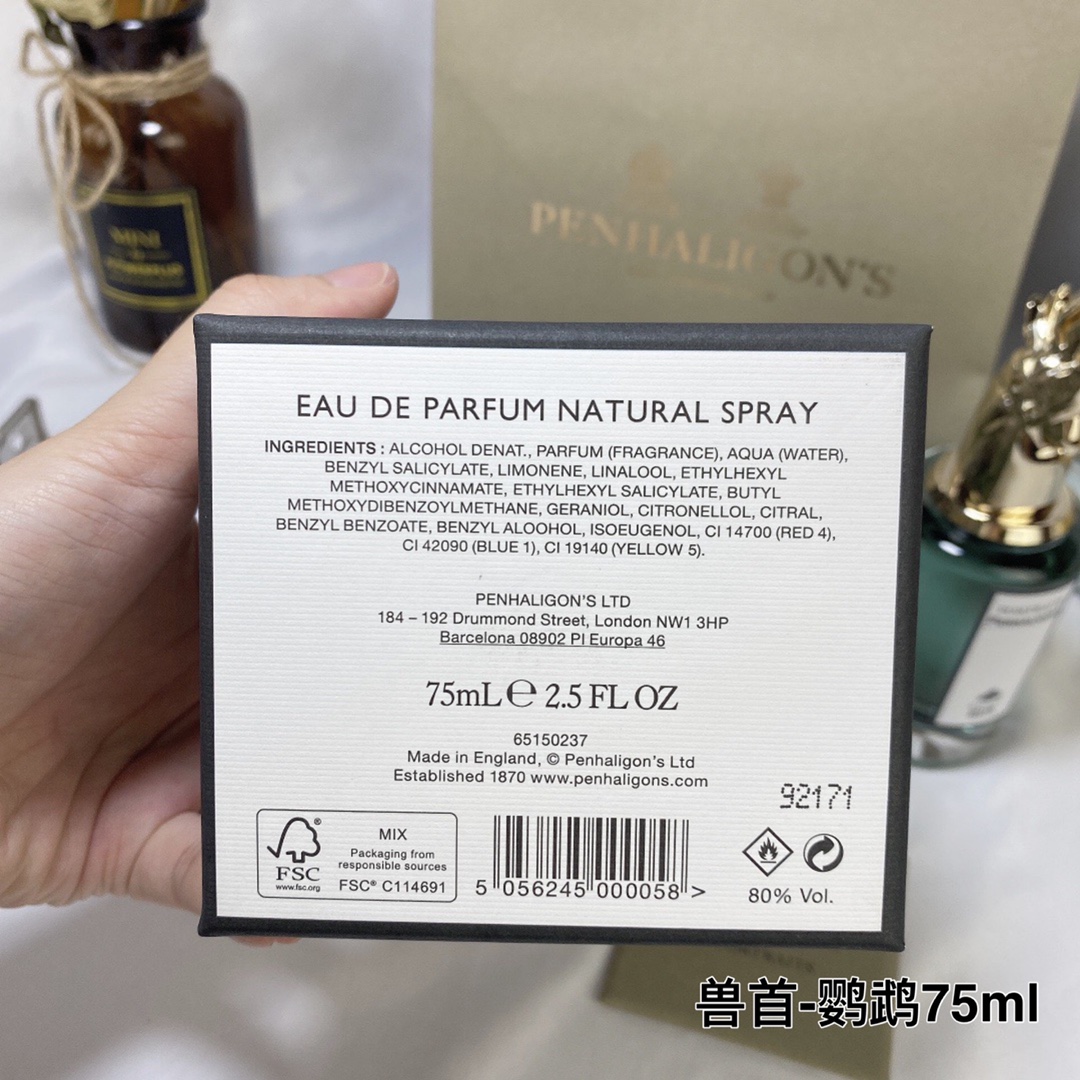 PENHALIGON'S
EAU DE PARFUM NATURAL SPRAY
INGREDIENTS : ALCOHOL DENAT., PARFUM (FRAGRANCE), AQUA (WATER),
BENZYL SALICYLATE, LIMONENE, LINALOOL, ETHYLHEXYL
METHOXYCINNAMATE, ETHYLHEXYL SALICYLATE, BUTYL
METHOXYDIBENZOYLMETHANE, GERANIOL, CITRONELLOL, CITRAL,
BENZYL BENZOATE, BENZYL ALOOHOL, ISOEUGENOL, CI 14700 (RED 4),
CI 42090 (BLUE 1), CI 19140 (YELLOW 5).
PENHALIGON'S LTD
184 – 192 Drummond Street, London NW1 3HP
Barcelona 08902 Pl Europa 46
75mL ℮ 2.5 FL OZ
65150237
Made in England, © Penhaligon's Ltd
Established 1870 www.penhaligons.com
92171
FSC®
www.fsc.org
MIX
Packaging from
responsible sources
FSC® C114691
5 056245 000058 >
80% Vol.
兽首-鹦鹉75ml